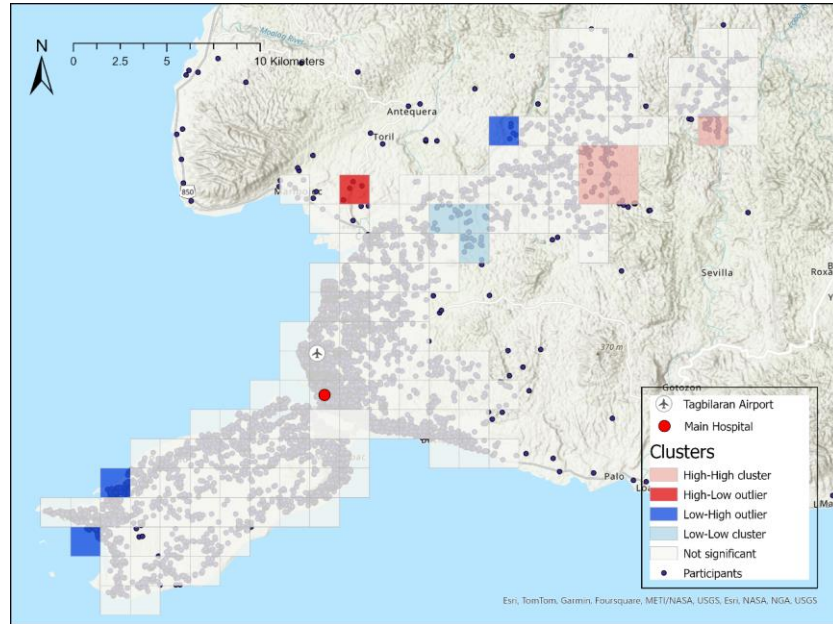 N
0 2.5 5 10 Kilometers
Antequera
Toril
850
Sevilla
370 m
Gotozon
Palo
Tagbilaran Airport
Main Hospital
Clusters
High-High cluster
High-Low outlier
Low-High outlier
Low-Low cluster
Not significant
Participants
Esri, TomTom, Garmin, Foursquare, METI/NASA, USGS, Esri, NASA, NGA, USGS